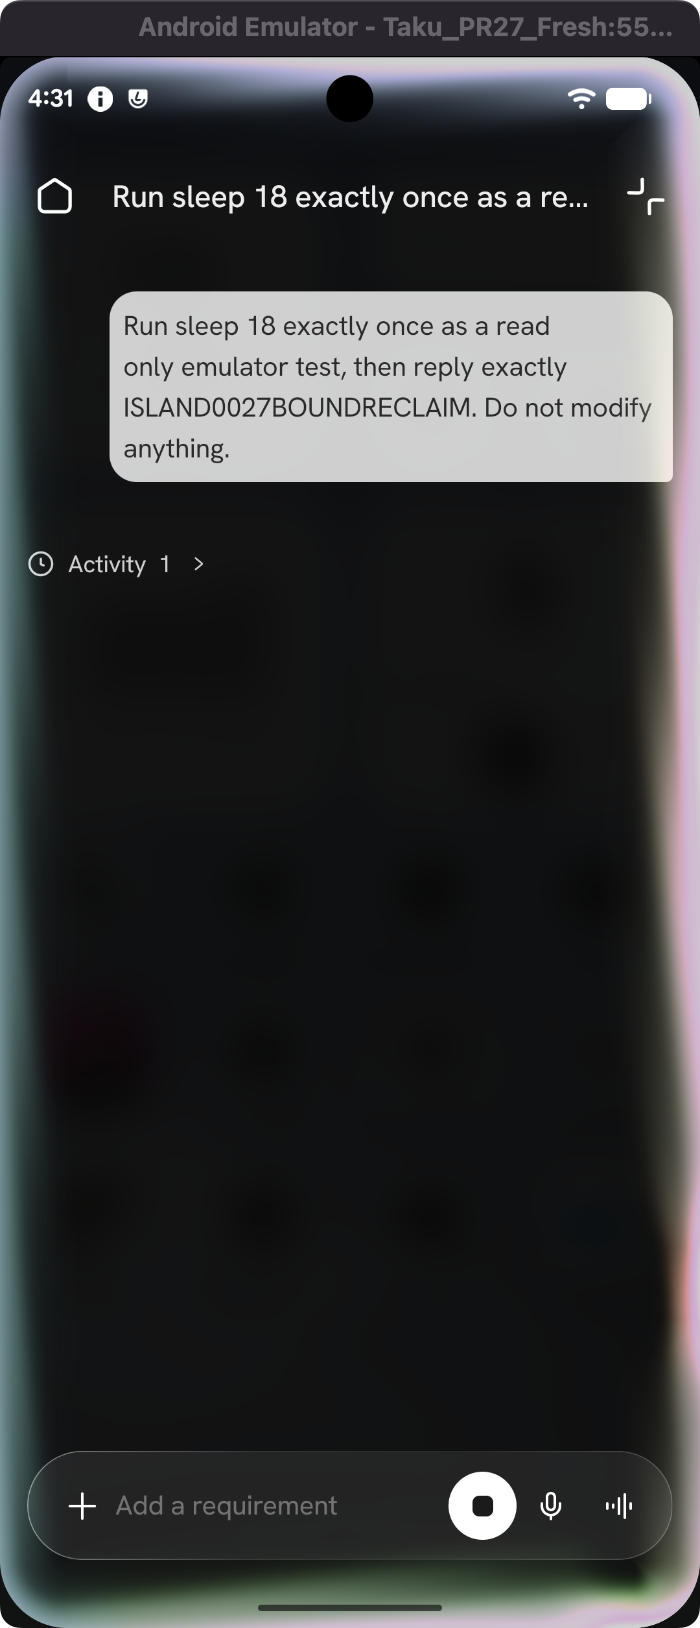 Android Emulator - Taku_PR27_Fresh:55...
4:31
Run sleep 18 exactly once as a re...
Run sleep 18 exactly once as a read
only emulator test, then reply exactly
ISLAND0027BOUNDRECLAIM. Do not modify
anything.
Activity 1
Add a requirement